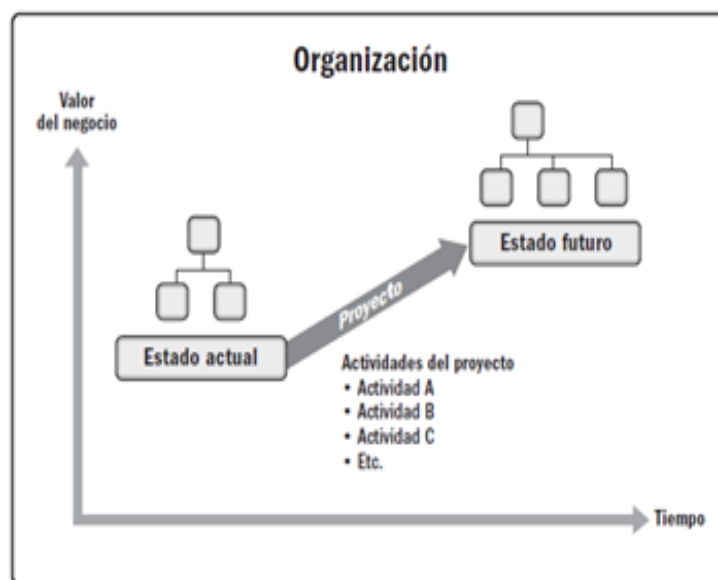 Organización
Valor
del negocio
Estado futuro
Proyecto
Estado actual
Actividades del proyecto
• Actividad A
• Actividad B
• Actividad C
• Etc.
Tiempo